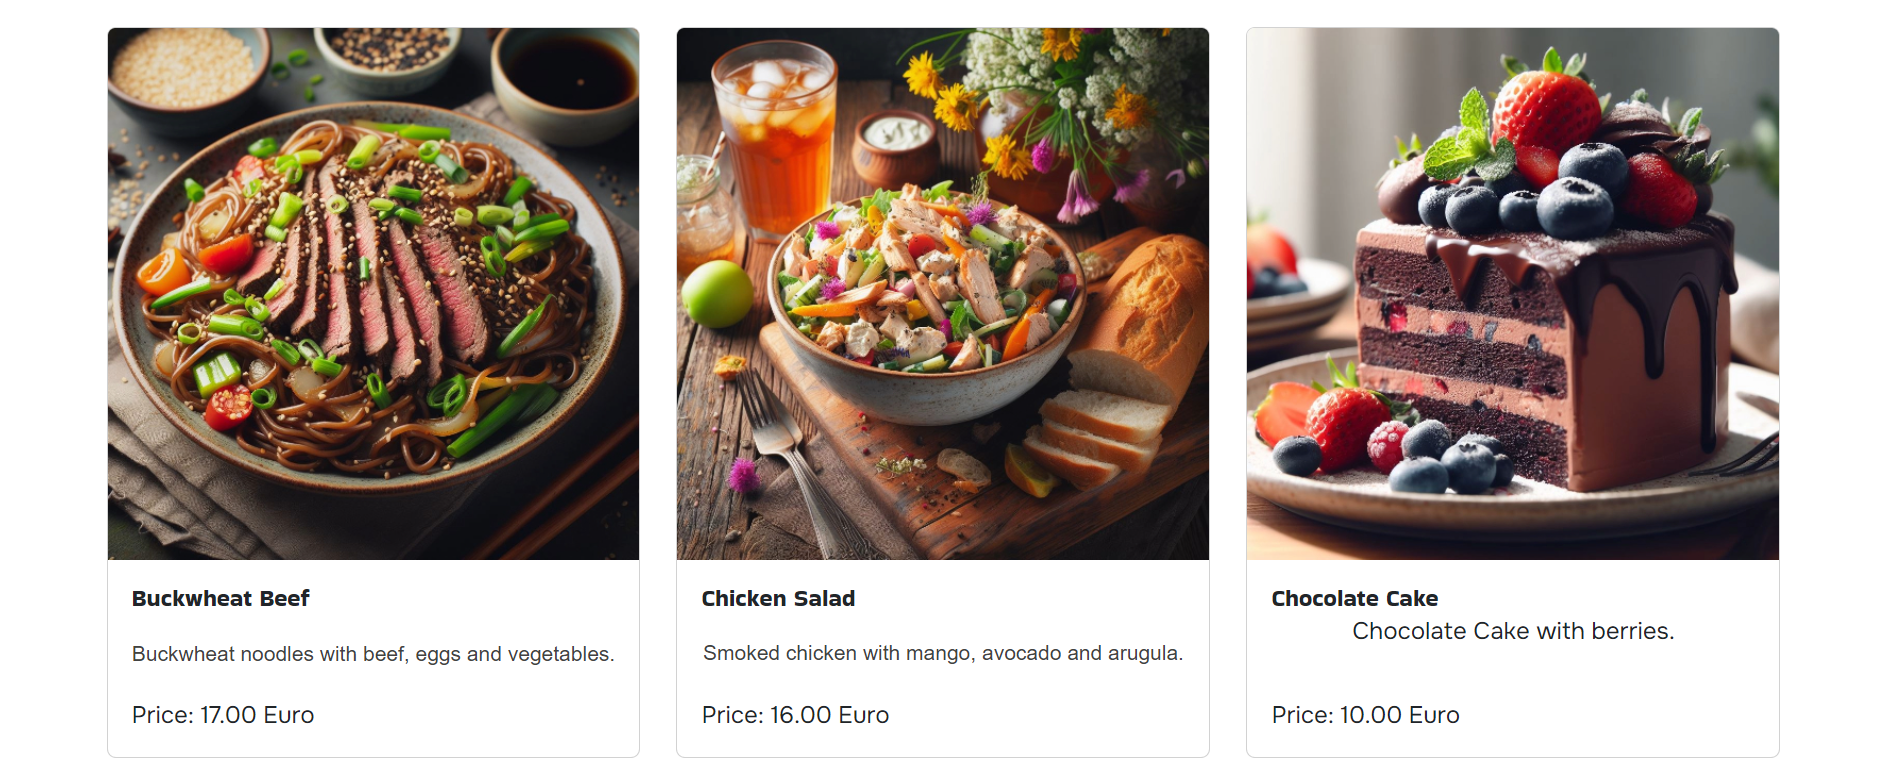 Buckwheat Beef
Buckwheat noodles with beef, eggs and vegetables.
Price: 17.00 Euro
Chicken Salad
Smoked chicken with mango, avocado and arugula.
Price: 16.00 Euro
Chocolate Cake
Chocolate Cake with berries.
Price: 10.00 Euro